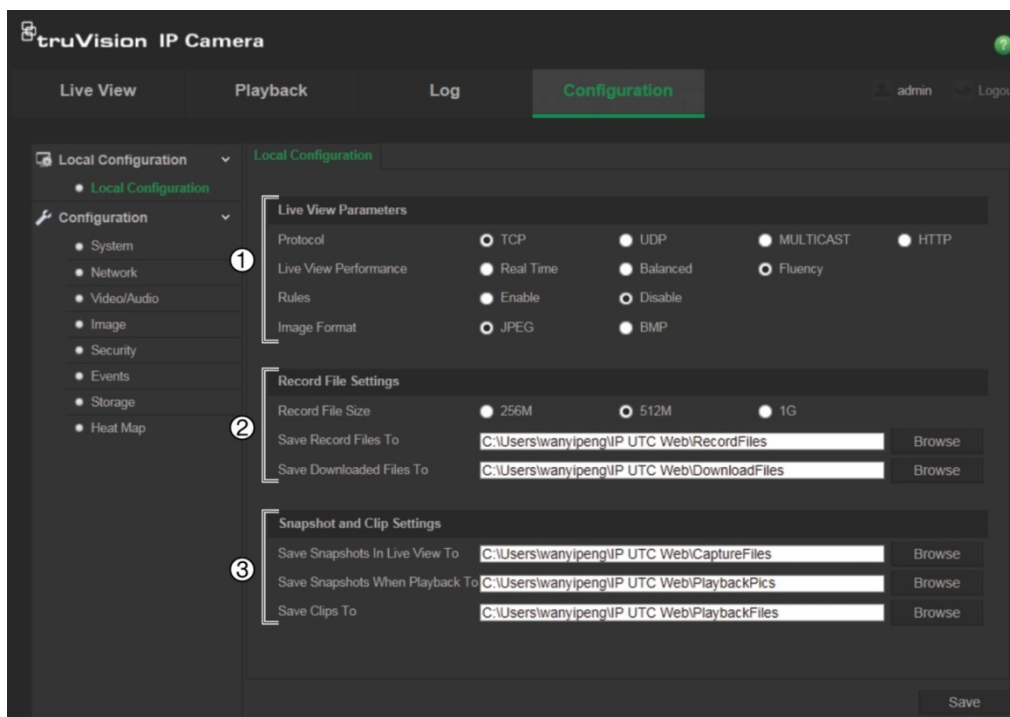 truVision IP Camera
?
Live View Playback Log Configuration admin Logou
Local Configuration
Local Configuration
Local Configuration
Configuration
System
Network
Video/Audio
Image
Security
Events
Storage
Heat Map
1
Live View Parameters
Protocol TCP UDP MULTICAST HTTP
Live View Performance Real Time Balanced Fluency
Rules Enable Disable
Image Format JPEG BMP
2
Record File Settings
Record File Size 256M 512M 1G
Save Record Files To C:\Users\wanyipeng\IP UTC Web\RecordFiles Browse
Save Downloaded Files To C:\Users\wanyipeng\IP UTC Web\DownloadFiles Browse
3
Snapshot and Clip Settings
Save Snapshots In Live View To C:\Users\wanyipeng\IP UTC Web\CaptureFiles Browse
Save Snapshots When Playback To C:\Users\wanyipeng\IP UTC Web\PlaybackPics Browse
Save Clips To C:\Users\wanyipeng\IP UTC Web\PlaybackFiles Browse
Save